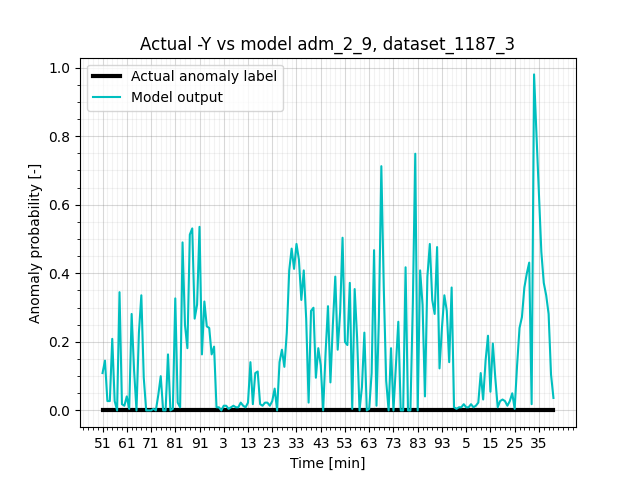 Actual -Y vs model adm_2_9, dataset_1187_3
Actual anomaly label
Model output
Anomaly probability [-]
1.0
0.8
0.6
0.4
0.2
0.0
51 61 71 81 91 3 13 23 33 43 53 63 73 83 93 5 15 25 35
Time [min]